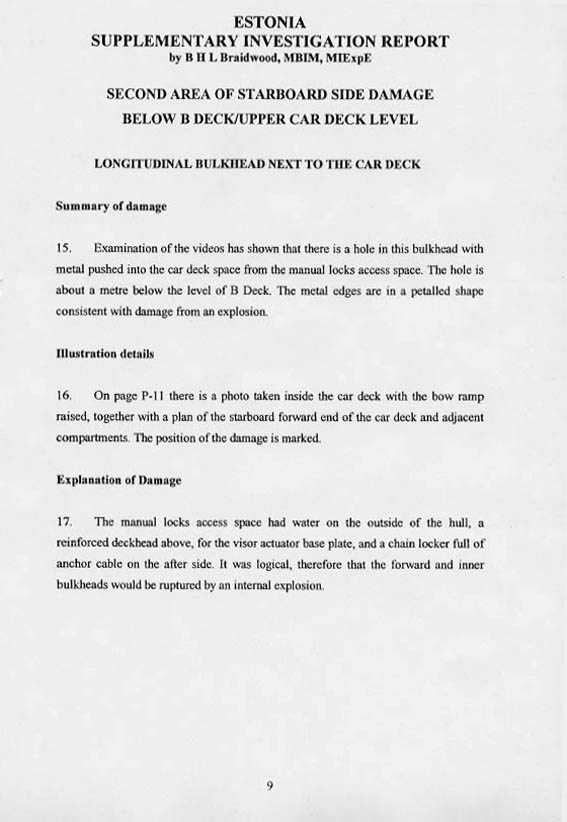 ESTONIA
SUPPLEMENTARY INVESTIGATION REPORT
by B H L Braidwood, MBIM, MIExpE
SECOND AREA OF STARBOARD SIDE DAMAGE
BELOW B DECK/UPPER CAR DECK LEVEL
LONGITUDINAL BULKHEAD NEXT TO THE CAR DECK
Summary of damage
15. Examination of the videos has shown that there is a hole in this bulkhead with
metal pushed into the car deck space from the manual locks access space. The hole is
about a metre below the level of B Deck. The metal edges are in a petalled shape
consistent with damage from an explosion.
Illustration details
16. On page P-11 there is a photo taken inside the car deck with the bow ramp
raised, together with a plan of the starboard forward end of the car deck and adjacent
compartments. The position of the damage is marked.
Explanation of Damage
17. The manual locks access space had water on the outside of the hull, a
reinforced deckhead above, for the visor actuator base plate, and a chain locker full of
anchor cable on the after side. It was logical, therefore that the forward and inner
bulkheads would be ruptured by an internal explosion.
9